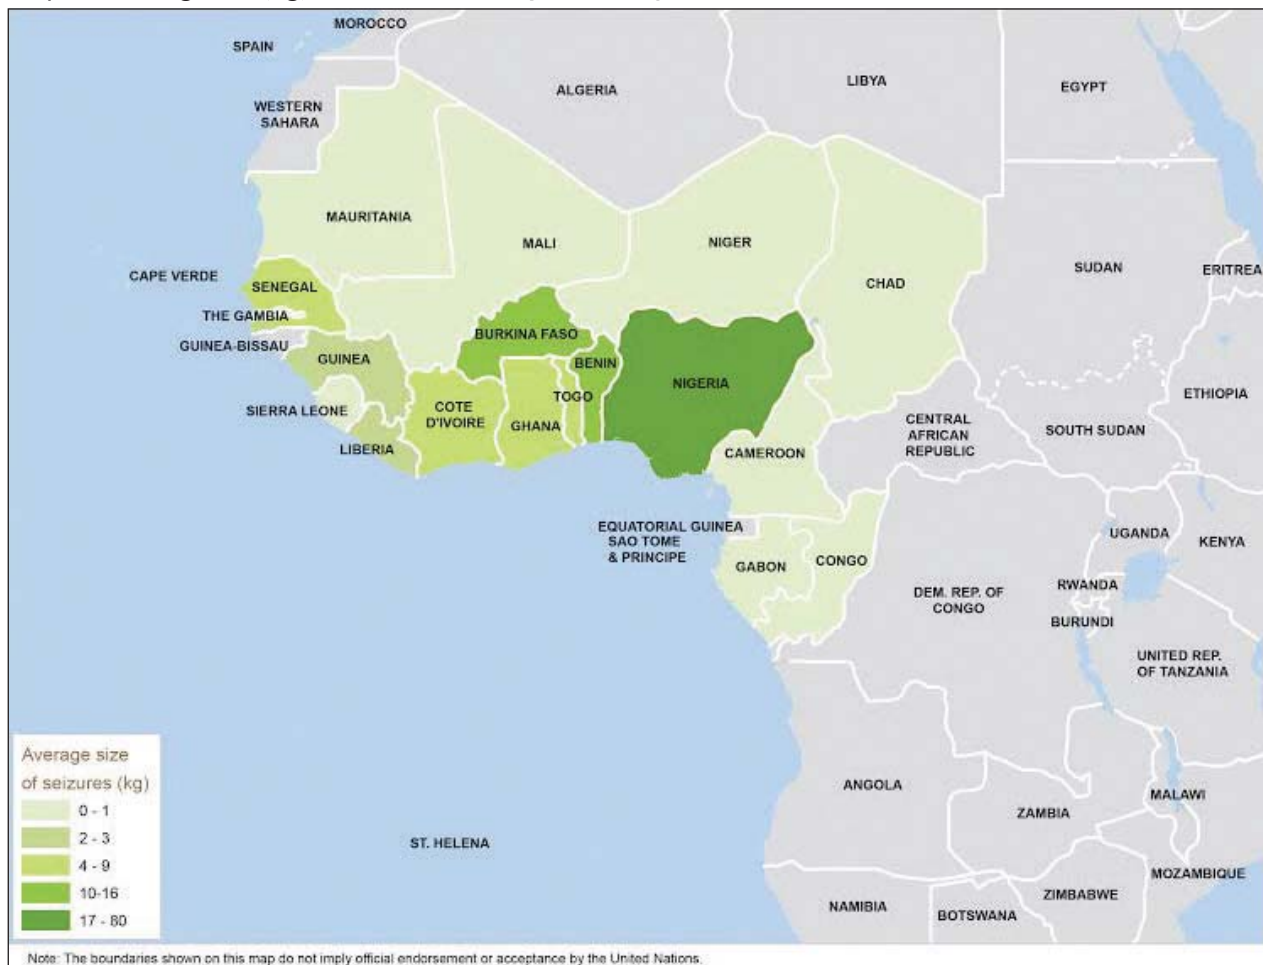 MOROCCO
SPAIN
ALGERIA
LIBYA
EGYPT
WESTERN
SAHARA
MAURITANIA
MALI
NIGER
CHAD
SUDAN
ERITREA
CAPE VERDE
SENEGAL
THE GAMBIA
GUINEA-BISSAU
GUINEA
BURKINA FASO
BENIN
NIGERIA
ETHIOPIA
SIERRA LEONE
COTE
D'IVOIRE
GHANA
TOGO
LIBERIA
CAMEROON
CENTRAL
AFRICAN
REPUBLIC
SOUTH SUDAN
EQUATORIAL GUINEA
SAO TOME
& PRINCIPE
GABON
CONGO
DEM. REP. OF
CONGO
UGANDA
KENYA
RWANDA
BURUNDI
UNITED REP.
OF TANZANIA
ANGOLA
ZAMBIA
MALAWI
MOZAMBIQUE
ST. HELENA
NAMIBIA
BOTSWANA
ZIMBABWE
Average size
of seizures (kg)
0 - 1
2 - 3
4 - 9
10-16
17 - 80
Note: The boundaries shown on this map do not imply official endorsement or acceptance by the United Nations.